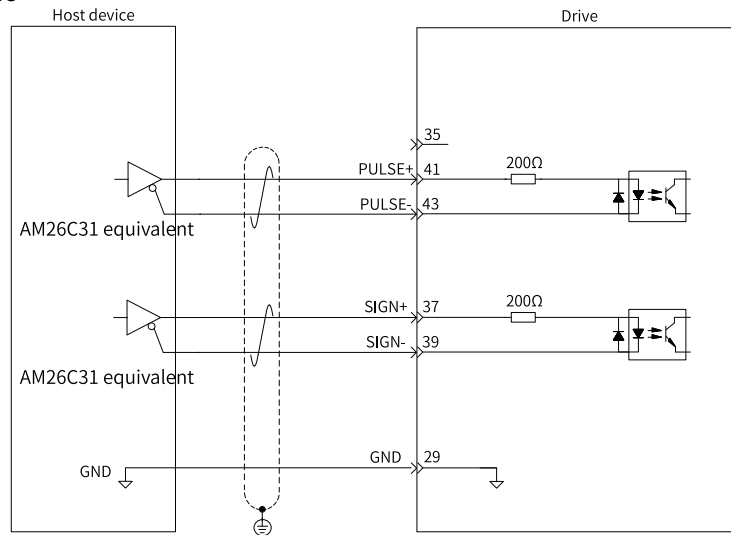 Host device
Drive
35
PULSE+ 41
200Ω
PULSE- 43
AM26C31 equivalent
SIGN+ 37
200Ω
SIGN- 39
AM26C31 equivalent
GND
GND 29